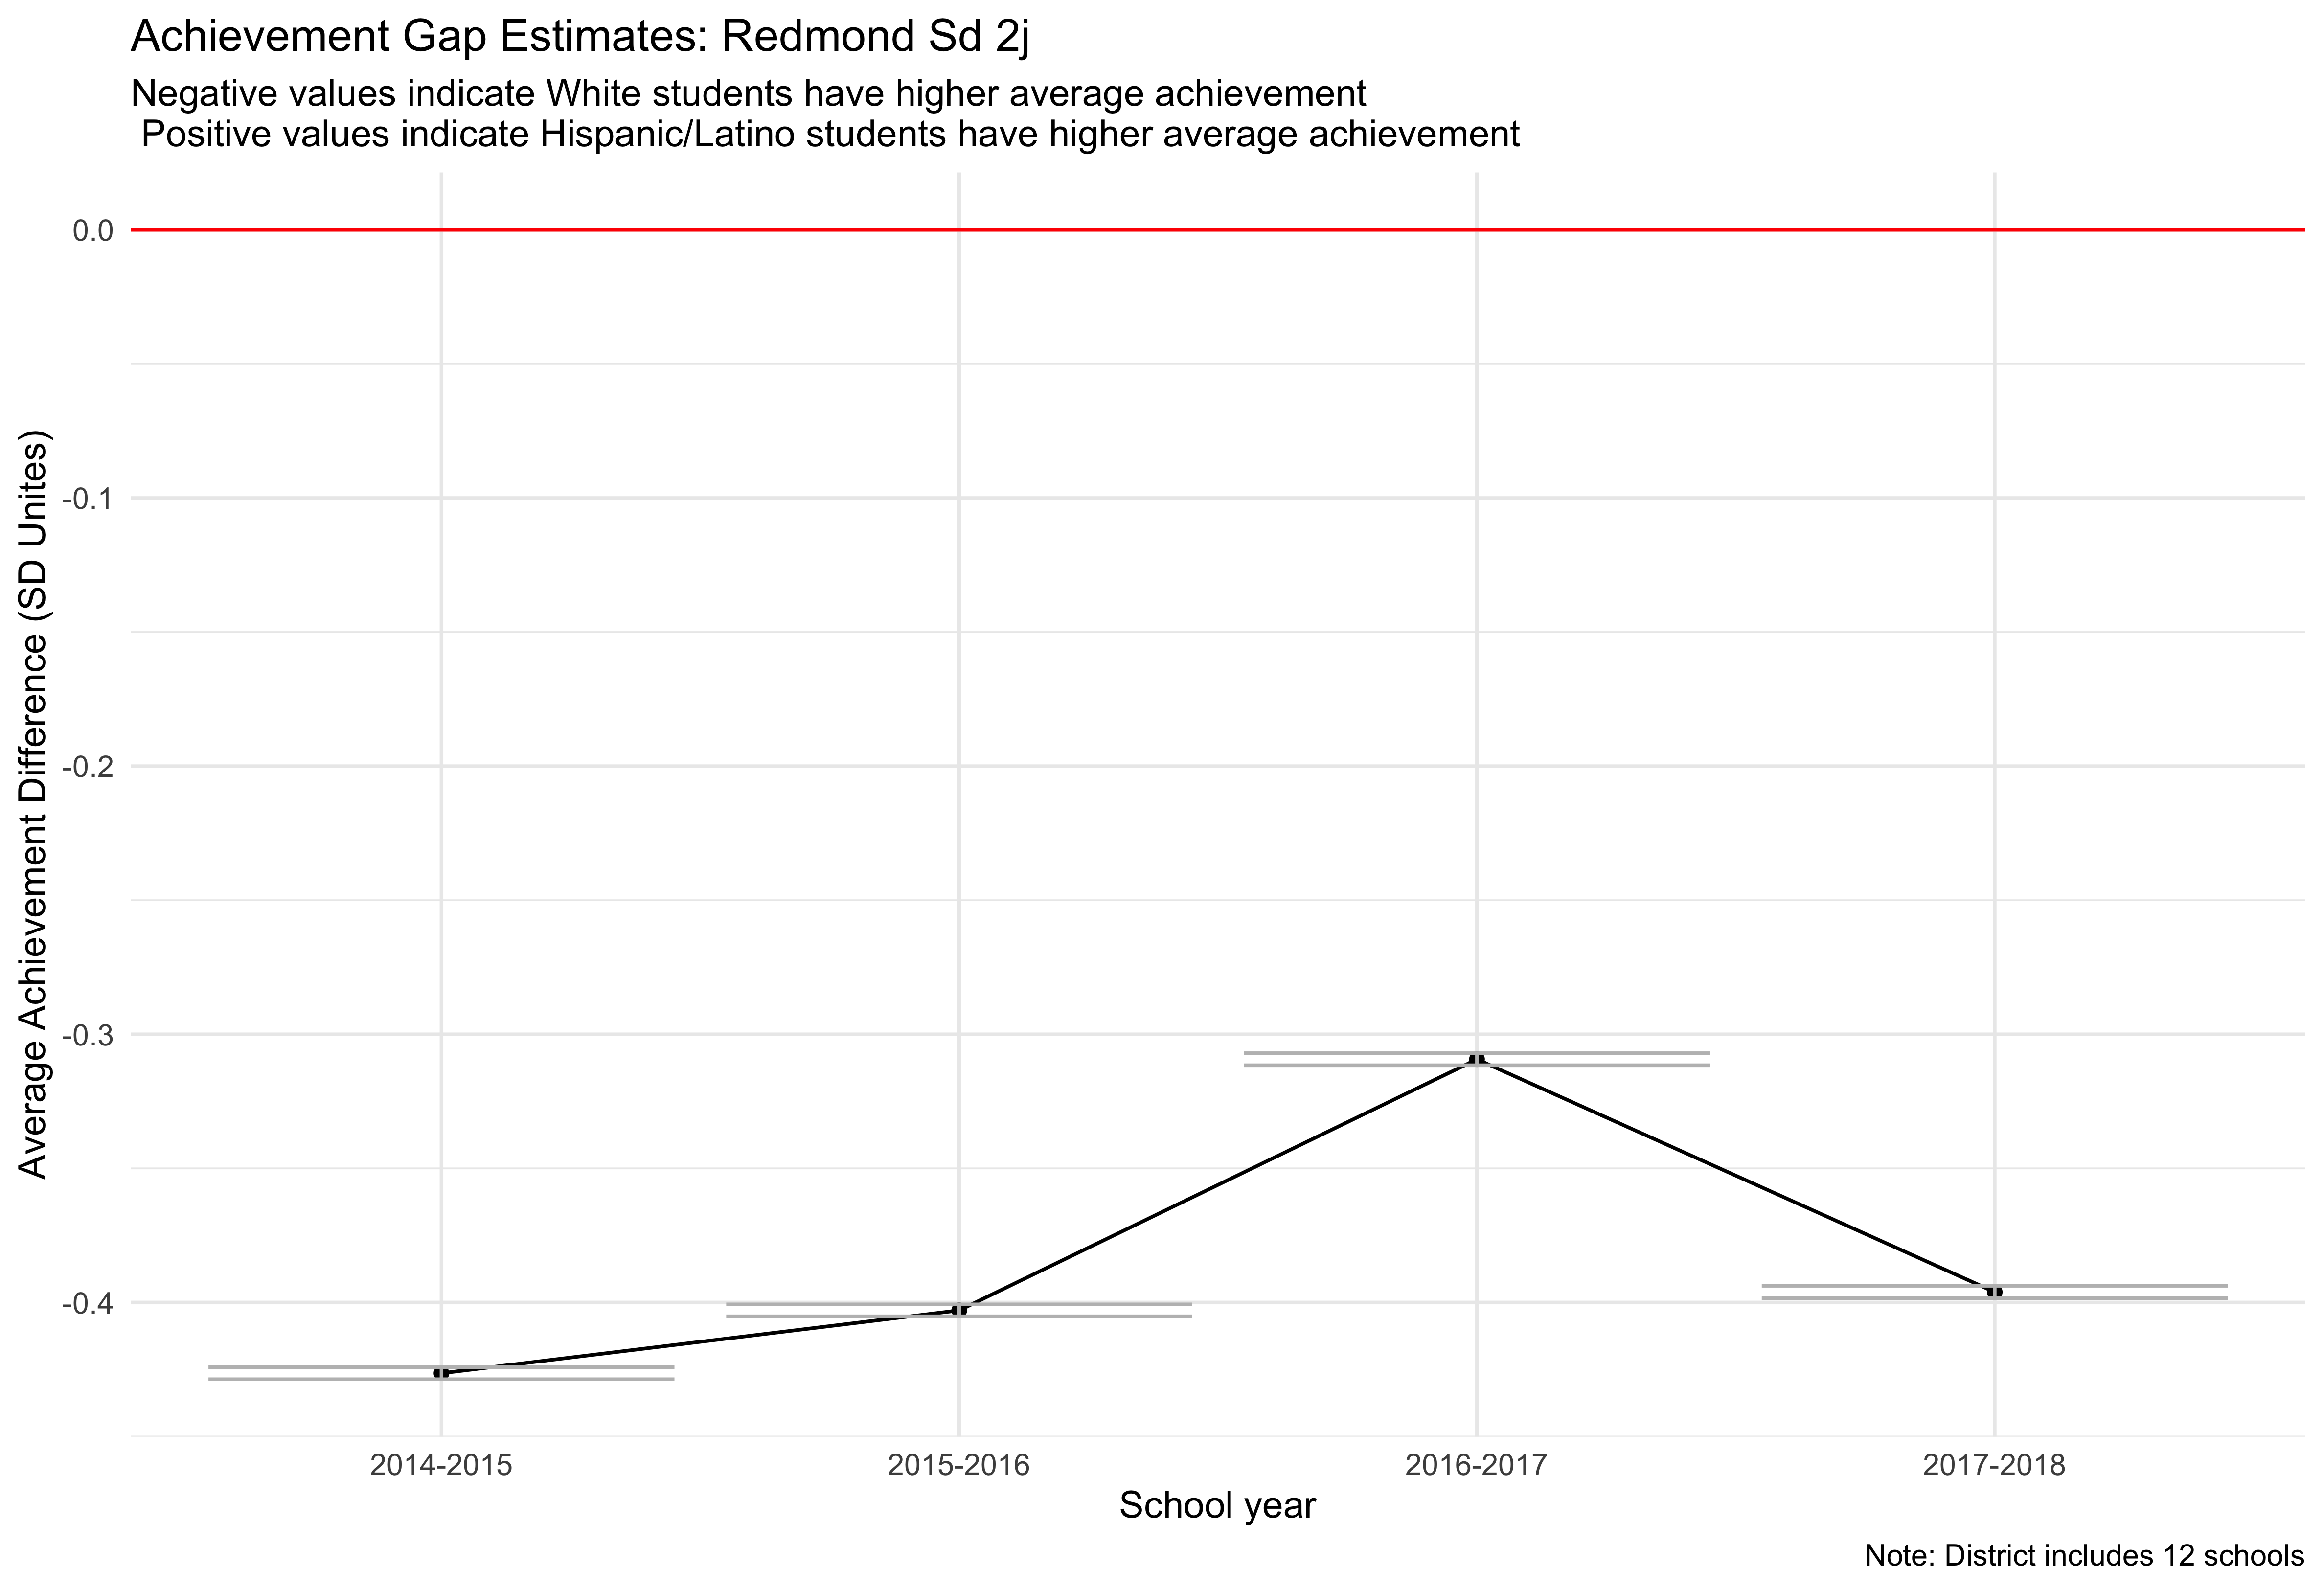 Achievement Gap Estimates: Redmond Sd 2j
Negative values indicate White students have higher average achievement
Positive values indicate Hispanic/Latino students have higher average achievement
Average Achievement Difference (SD Unites)
0.0
-0.1
-0.2
-0.3
-0.4
2014-2015
2015-2016
2016-2017
2017-2018
School year
Note: District includes 12 schools